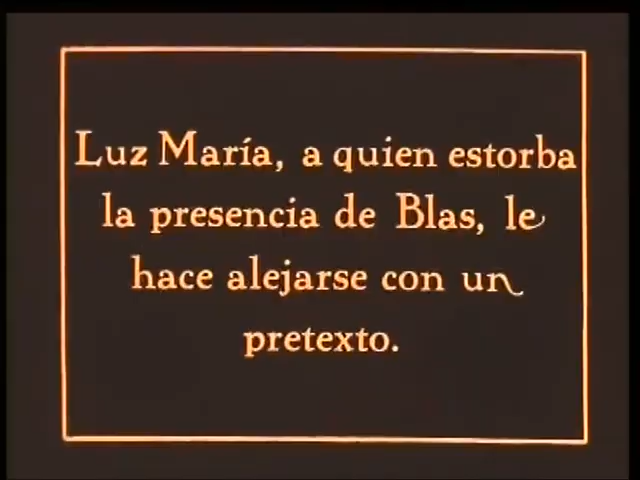 Luz María, a quien estorba
la presencia de Blas, le
hace alejarse con un
pretexto.